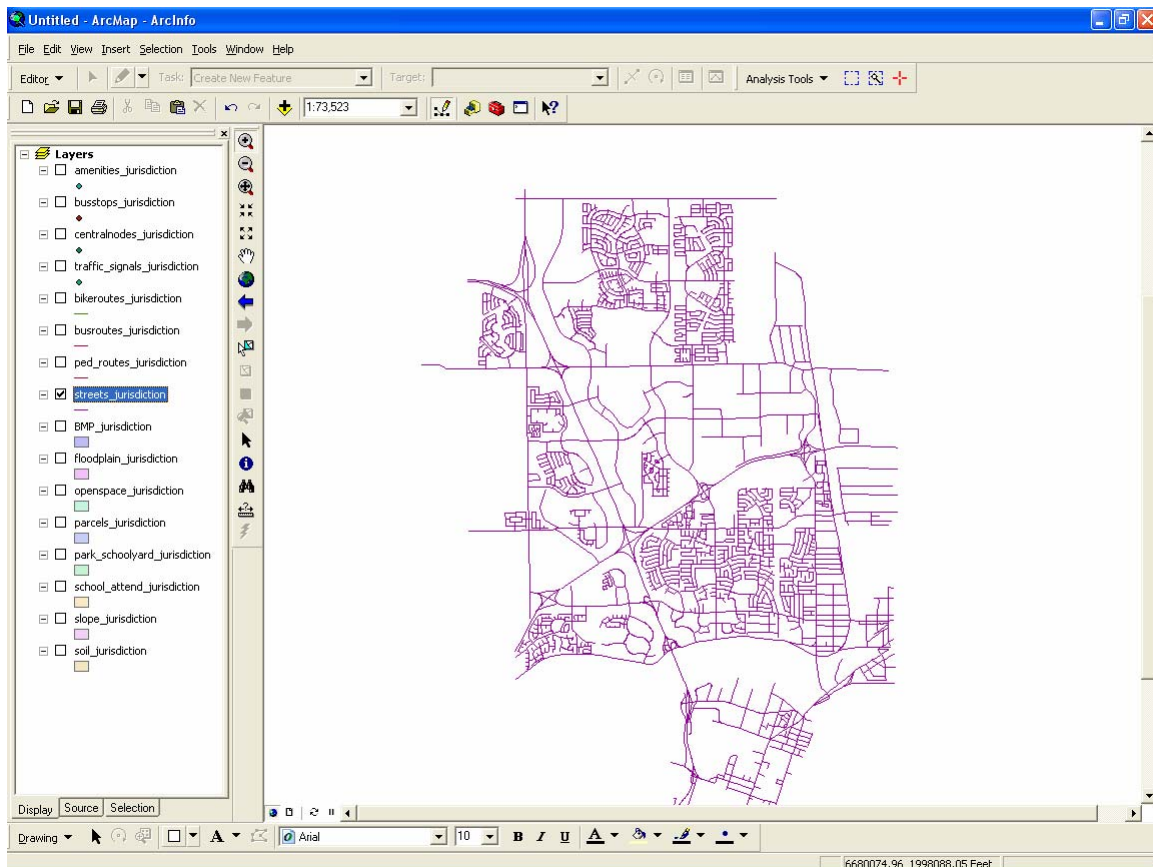 Untitled - ArcMap - ArcInfo
File Edit View Insert Selection Tools Window Help
Editor Task: Create New Feature Target: Analysis Tools
1:73,523
Layers
amenities_jurisdiction
busstops_jurisdiction
centralnodes_jurisdiction
traffic_signals_jurisdiction
bikeroutes_jurisdiction
busroutes_jurisdiction
ped_routes_jurisdiction
streets_jurisdiction
BMP_jurisdiction
floodplain_jurisdiction
openspace_jurisdiction
parcels_jurisdiction
park_schoolyard_jurisdiction
school_attend_jurisdiction
slope_jurisdiction
soil_jurisdiction
Display Source Selection
Drawing A Arial 10 B I U A
6680074.96 1998088.05 Feet